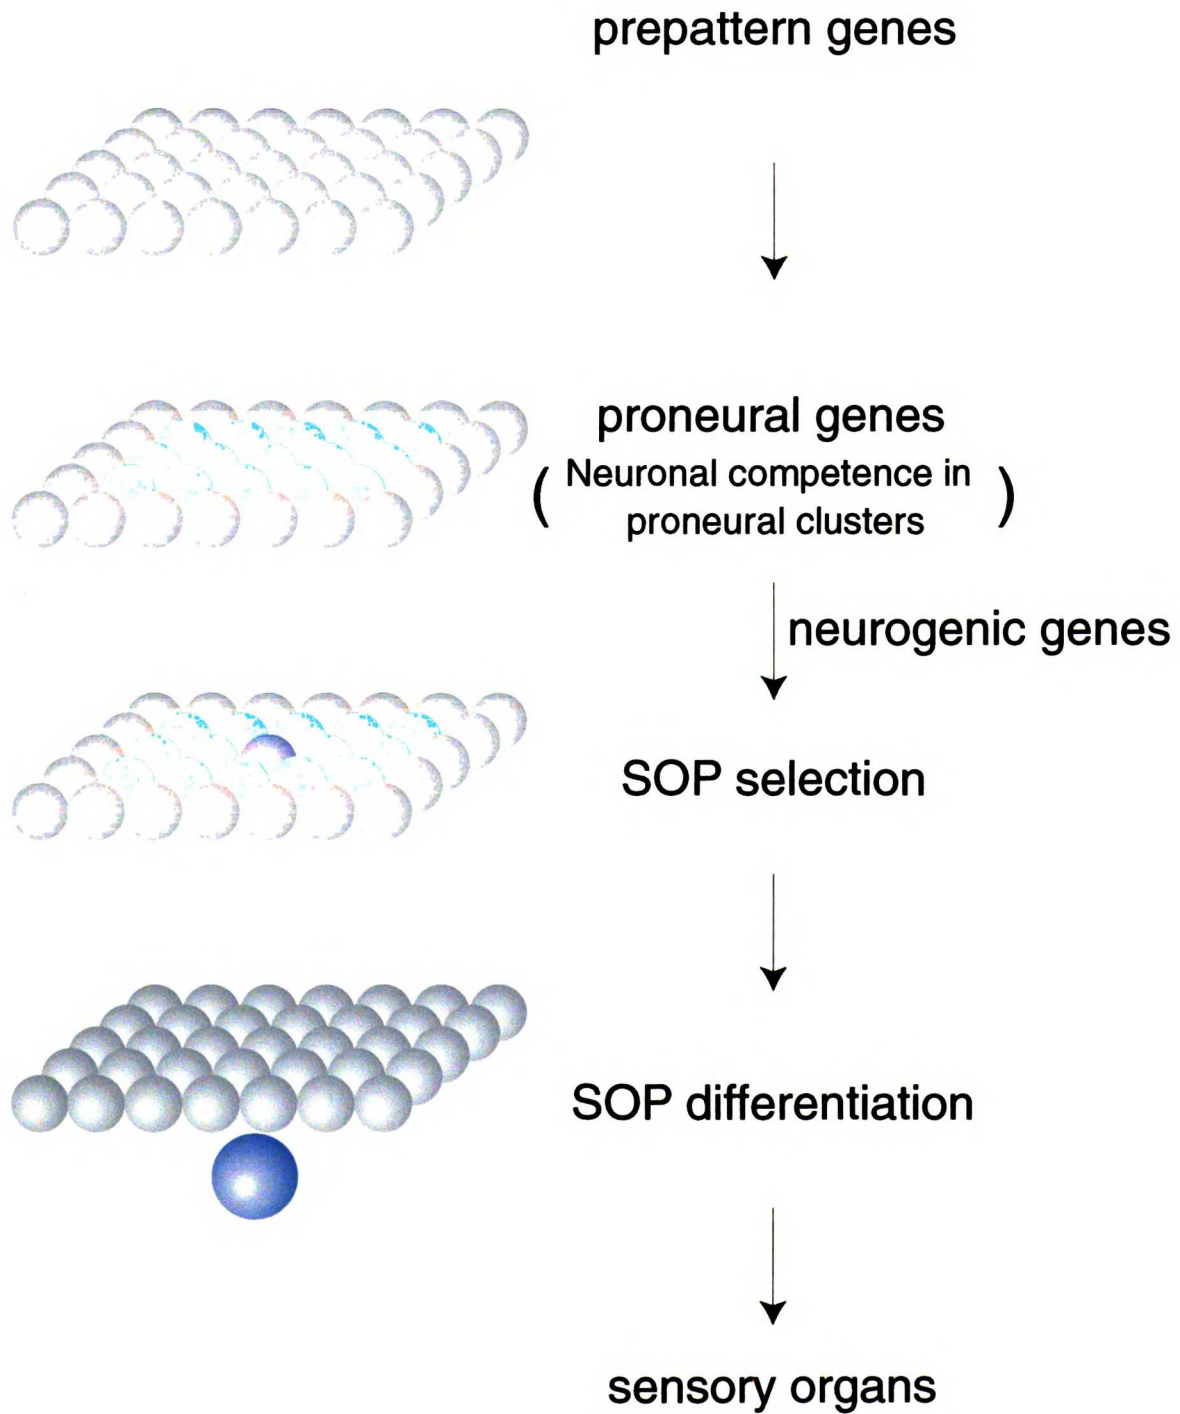 prepattern genes
proneural genes
( Neuronal competence in
proneural clusters )
neurogenic genes
SOP selection
SOP differentiation
sensory organs